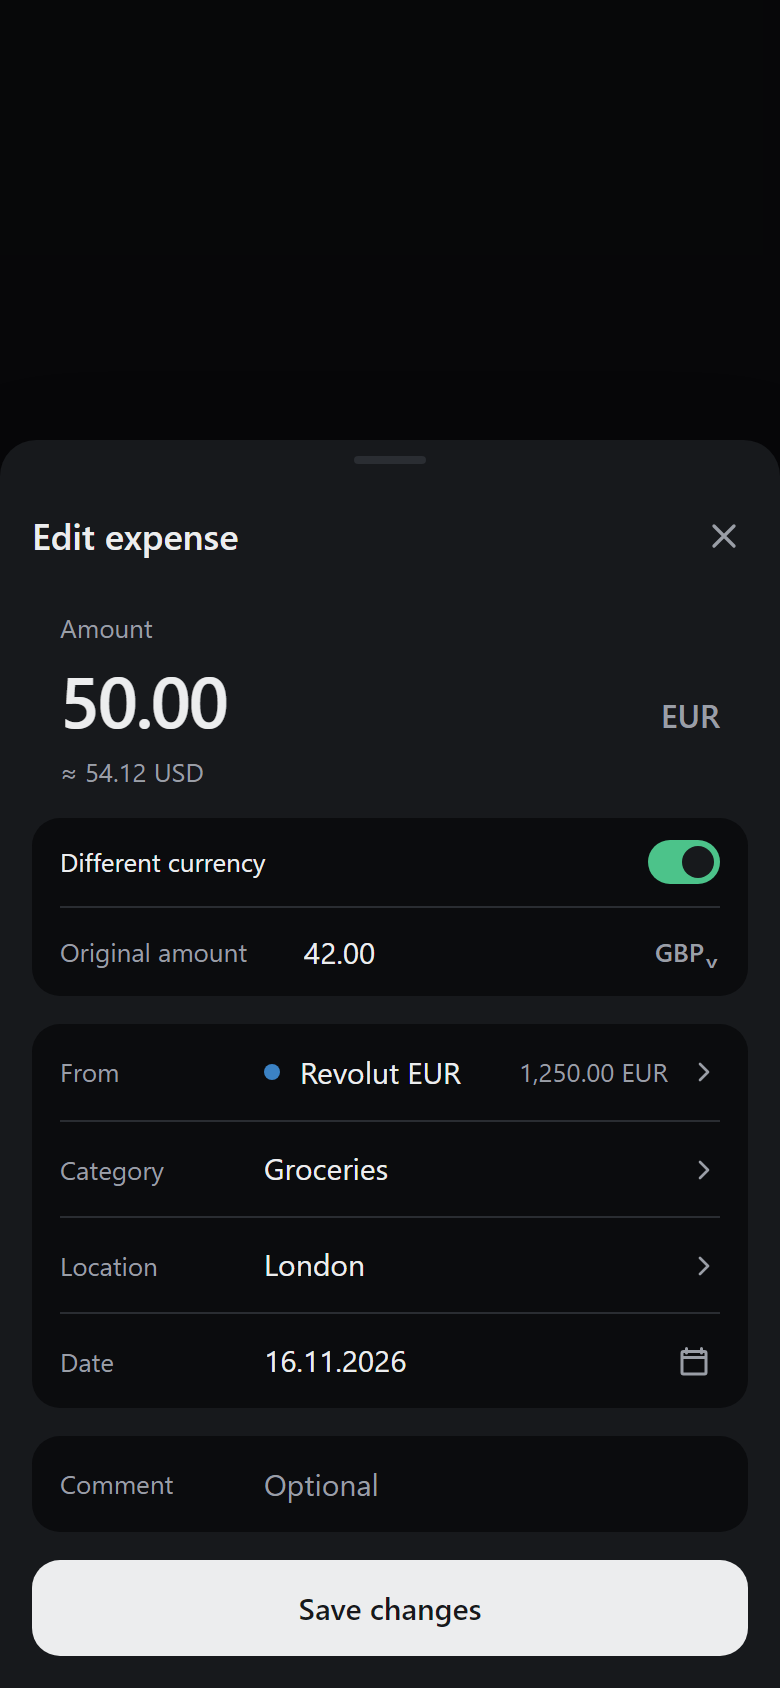 Edit expense
Amount
50.00 EUR
≈ 54.12 USD
Different currency
Original amount 42.00 GBP
From Revolut EUR 1,250.00 EUR
Category Groceries
Location London
Date 16.11.2026
Comment Optional
Save changes